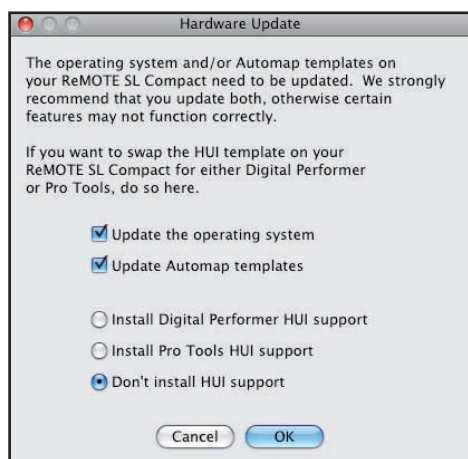 Hardware Update
The operating system and/or Automap templates on
your ReMOTE SL Compact need to be updated.  We strongly
recommend that you update both, otherwise certain
features may not function correctly.
If you want to swap the HUI template on your
ReMOTE SL Compact for either Digital Performer
or Pro Tools, do so here.
Update the operating system
Update Automap templates
Install Digital Performer HUI support
Install Pro Tools HUI support
Don't install HUI support
Cancel OK